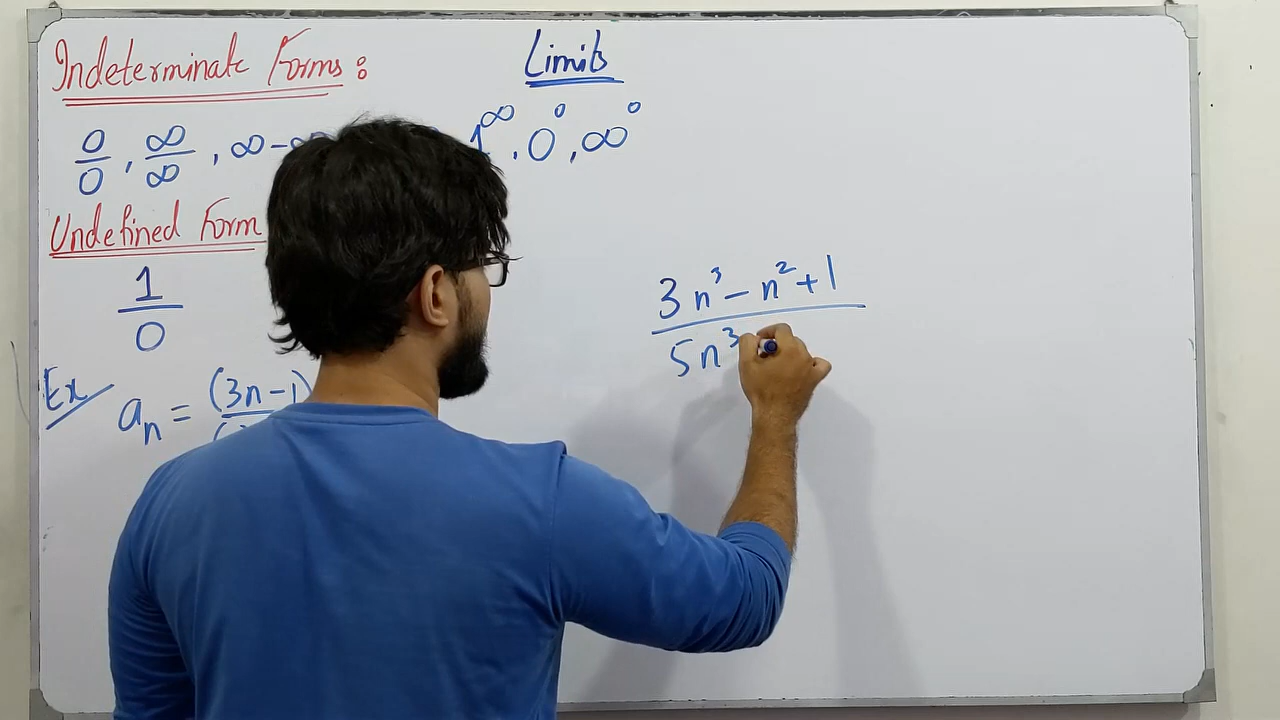 Indeterminate Forms:
Limits
0/0, ∞/∞, ∞ - 1^∞, 0^0, ∞^0
Undefined Form
1/0
3n³ - n² + 1
5n³
Ex
a_n = (3n-1)